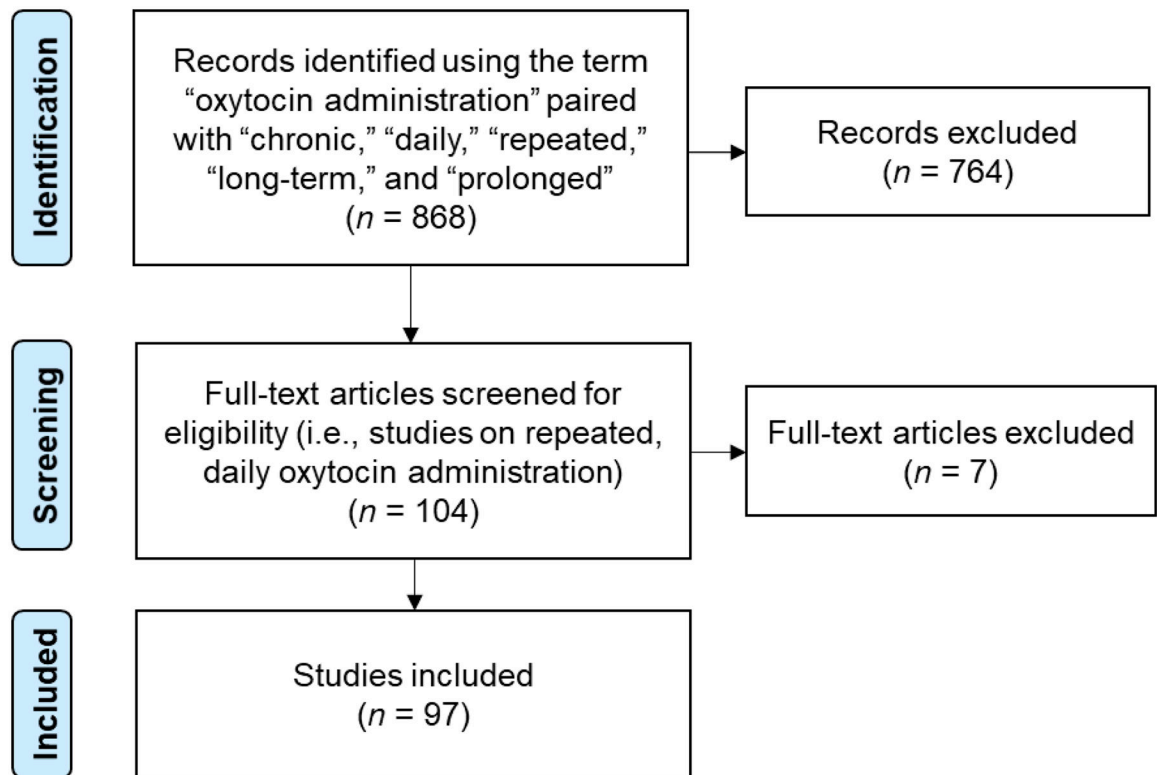 Identification
Records identified using the term
“oxytocin administration” paired
with “chronic,” “daily,” “repeated,”
“long-term,” and “prolonged”
(n = 868)
Records excluded
(n = 764)
Screening
Full-text articles screened for
eligibility (i.e., studies on repeated,
daily oxytocin administration)
(n = 104)
Full-text articles excluded
(n = 7)
Included
Studies included
(n = 97)